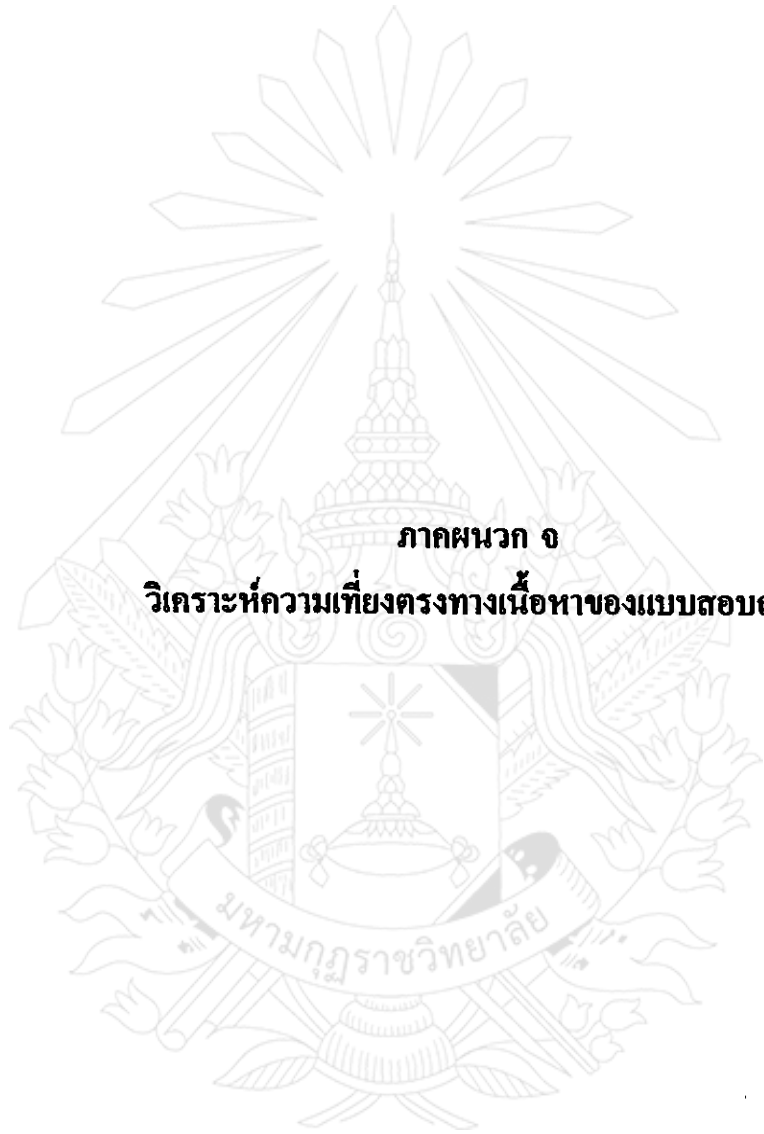 ภาคผนวก จ
วิเคราะห์ความเที่ยงตรงทางเนื้อหาของแบบสอบ
มหามกุฏราชวิทยาลัย